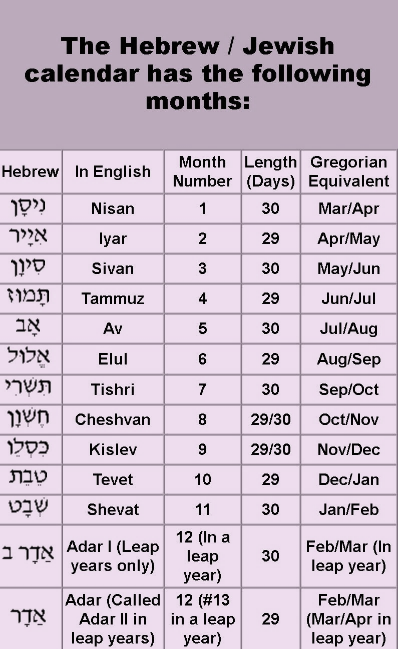 The Hebrew / Jewish
calendar has the following
months:
Hebrew In English Month Number Length (Days) Gregorian Equivalent
נִיסָן Nisan 1 30 Mar/Apr
אִייָר Iyar 2 29 Apr/May
סִיוָן Sivan 3 30 May/Jun
תַּמּוּז Tammuz 4 29 Jun/Jul
אָב Av 5 30 Jul/Aug
אֱלוּל Elul 6 29 Aug/Sep
תִּשְׁרֵי Tishri 7 30 Sep/Oct
חֶשְׁוָן Cheshvan 8 29/30 Oct/Nov
כִּסְלֵו Kislev 9 29/30 Nov/Dec
טֵבֵת Tevet 10 29 Dec/Jan
שְׁבָט Shevat 11 30 Jan/Feb
אֲדָר ב Adar I (Leap years only) 12 (In a leap year) 30 Feb/Mar (In leap year)
אֲדָר Adar (Called Adar II in leap years) 12 (#13 in a leap year) 29 Feb/Mar (Mar/Apr in leap year)